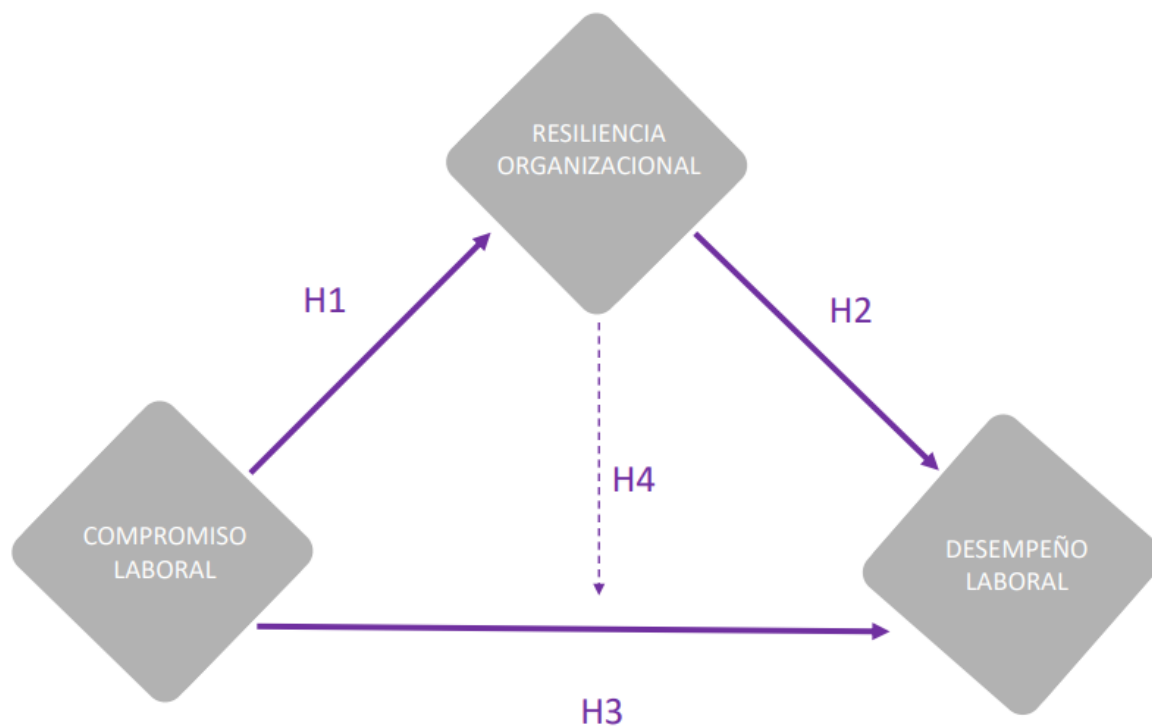 RESILIENCIA
ORGANIZACIONAL
H1
H2
H4
COMPROMISO
LABORAL
DESEMPEÑO
LABORAL
H3